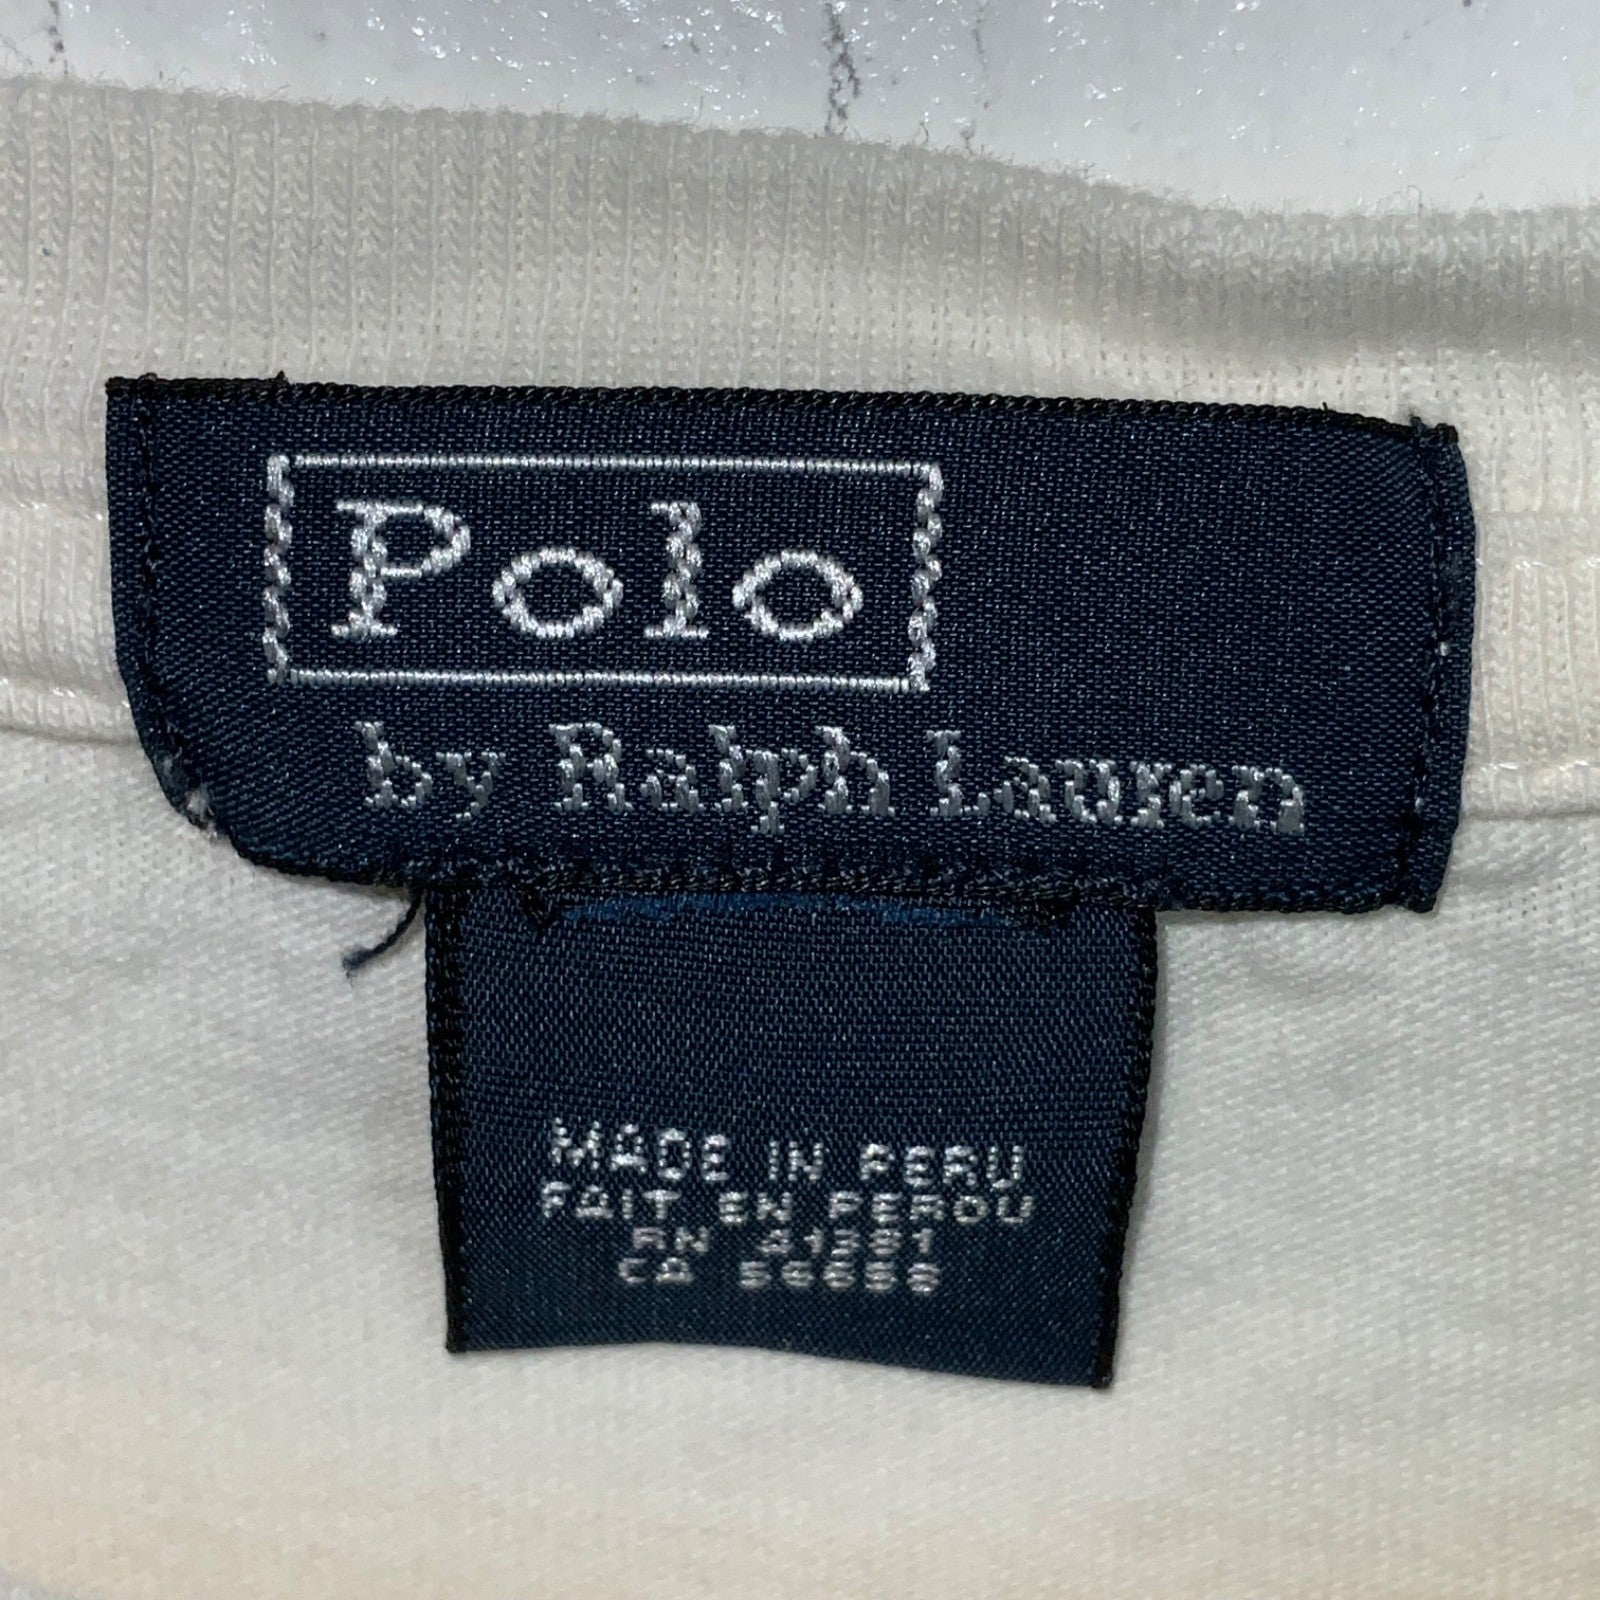 Polo
by Ralph Lauren
MADE IN PERU
FAIT EN PEROU
RN 41381
CA 56658